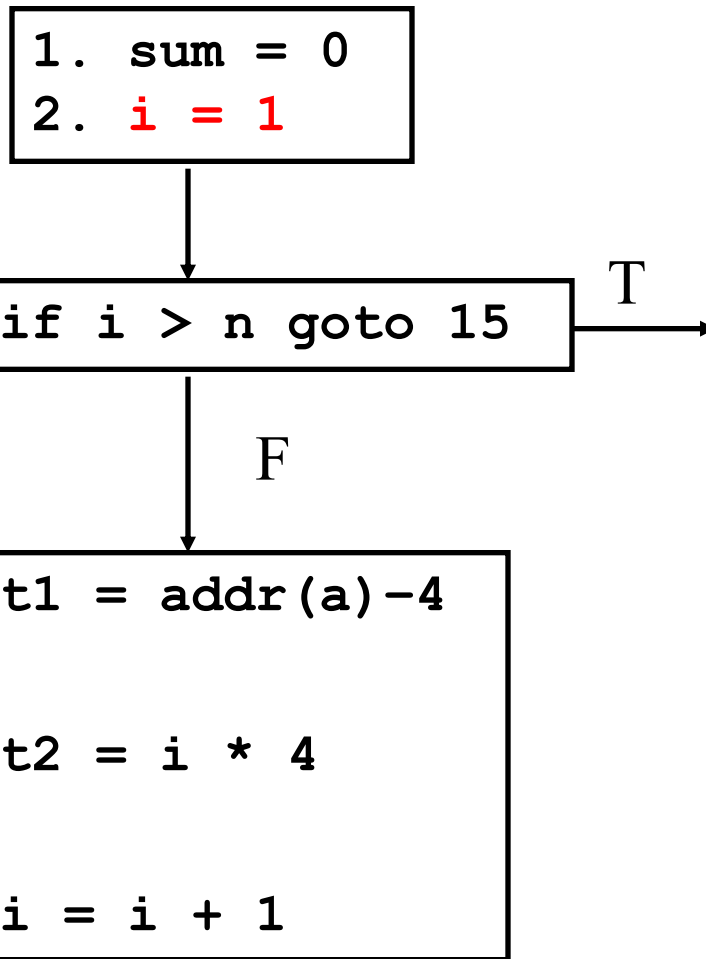 1. sum = 0
2. i = 1
if i > n goto 15
T
F
t1 = addr(a)-4
t2 = i * 4
i = i + 1